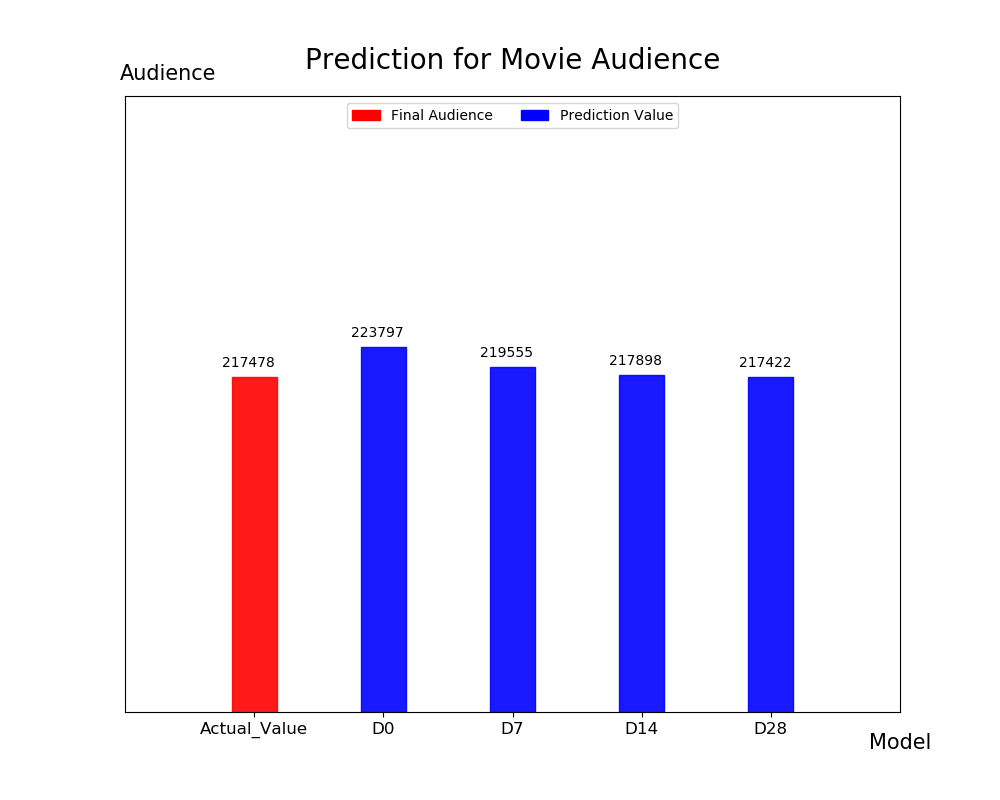 Prediction for Movie Audience
Audience
Final Audience Prediction Value
223797
219555
217478
217898
217422
Actual_Value D0 D7 D14 D28
Model